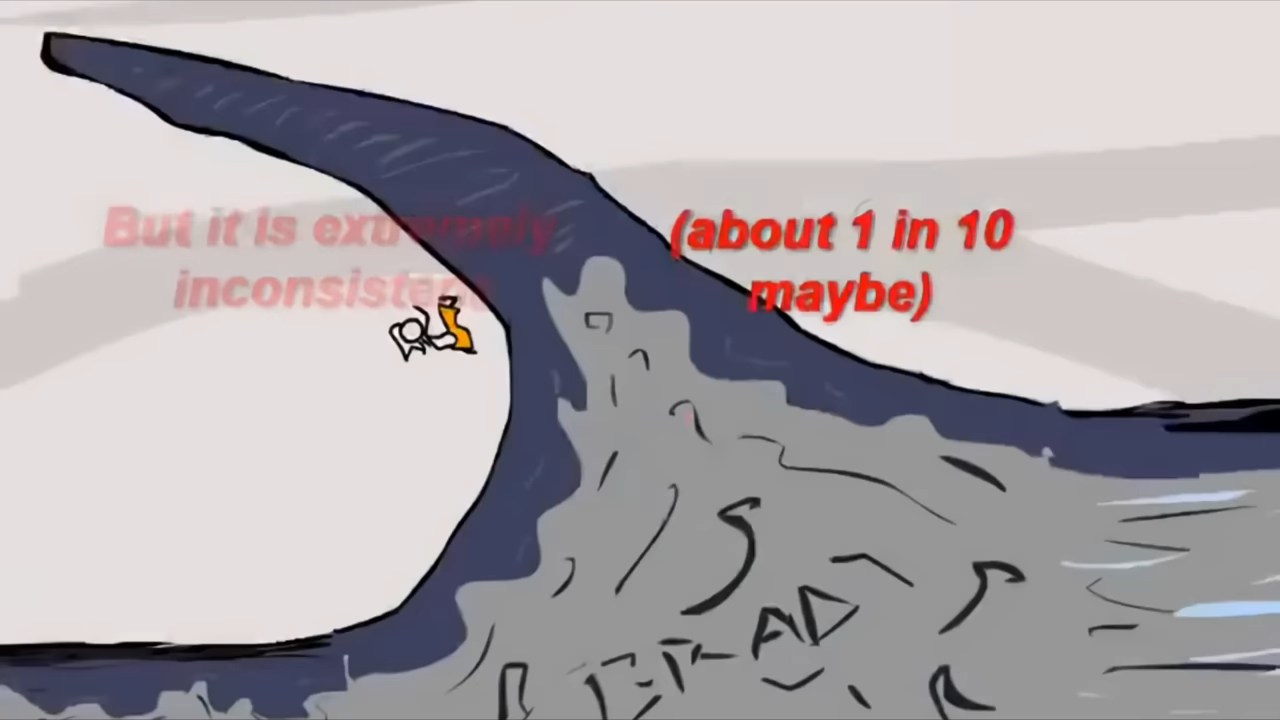 But it is extremely
inconsistent
(about 1 in 10
maybe)